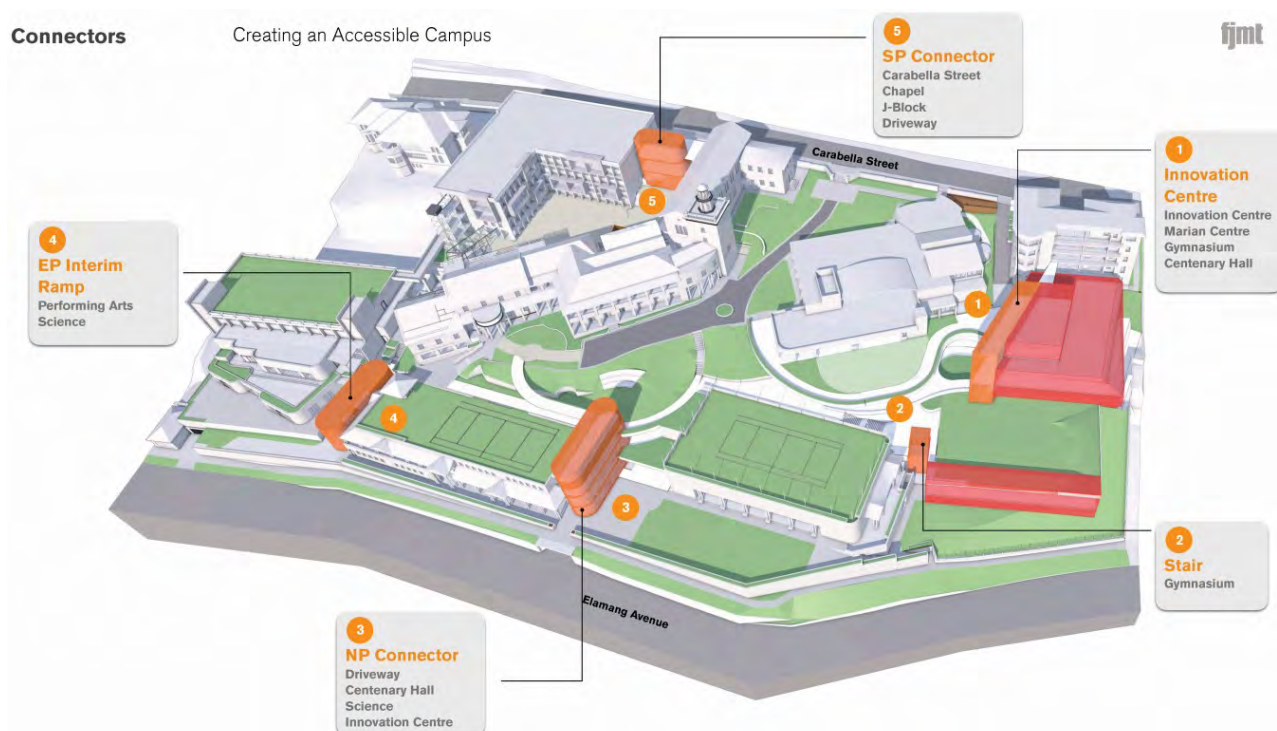 Connectors
Creating an Accessible Campus
fjmt
5
SP Connector
Carabella Street
Chapel
J-Block
Driveway
1
Innovation
Centre
Innovation Centre
Marian Centre
Gymnasium
Centenary Hall
Carabella Street
5
4
EP Interim
Ramp
Performing Arts
Science
1
2
4
3
2
Stair
Gymnasium
Elamang Avenue
3
NP Connector
Driveway
Centenary Hall
Science
Innovation Centre